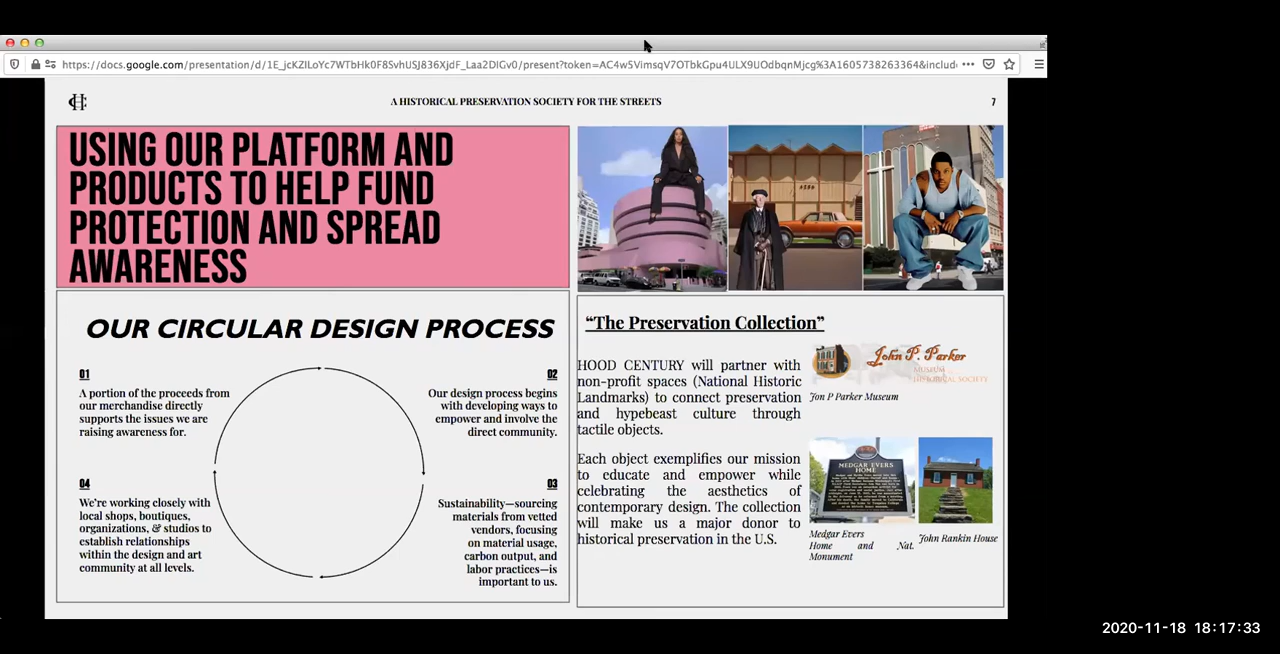 https://docs.google.com/presentation/d/1E_jcKZILoYc7WTbHk0F8SvhUSJ836XjdF_Laa2DIGv0/present?token=AC4w5VimsqV7OTbkGpu4ULX9UOdbqnMjcg%3A1605738263364&includ
A HISTORICAL PRESERVATION SOCIETY FOR THE STREETS
7
USING OUR PLATFORM AND
PRODUCTS TO HELP FUND
PROTECTION AND SPREAD
AWARENESS
OUR CIRCULAR DESIGN PROCESS
01
A portion of the proceeds from
our merchandise directly
supports the issues we are
raising awareness for.
02
Our design process begins
with developing ways to
empower and involve the
direct community.
04
We're working closely with
local shops, boutiques,
organizations, & studios to
establish relationships
within the design and art
community at all levels.
03
Sustainability—sourcing
materials from vetted
vendors, focusing
on material usage,
carbon output, and
labor practices—is
important to us.
“The Preservation Collection”
HOOD CENTURY will partner with
non-profit spaces (National Historic
Landmarks) to connect preservation
and hypebeast culture through
tactile objects.
Each object exemplifies our mission
to educate and empower while
celebrating the aesthetics of
contemporary design. The collection
will make us a major donor to
historical preservation in the U.S.
John P. Parker
MUSEUM
HISTORICAL SOCIETY
Jon P Parker Museum
MEDGAR EVERS
HOME
Medgar Evers
Home and Nat.
Monument
John Rankin House
2020-11-18 18:17:33